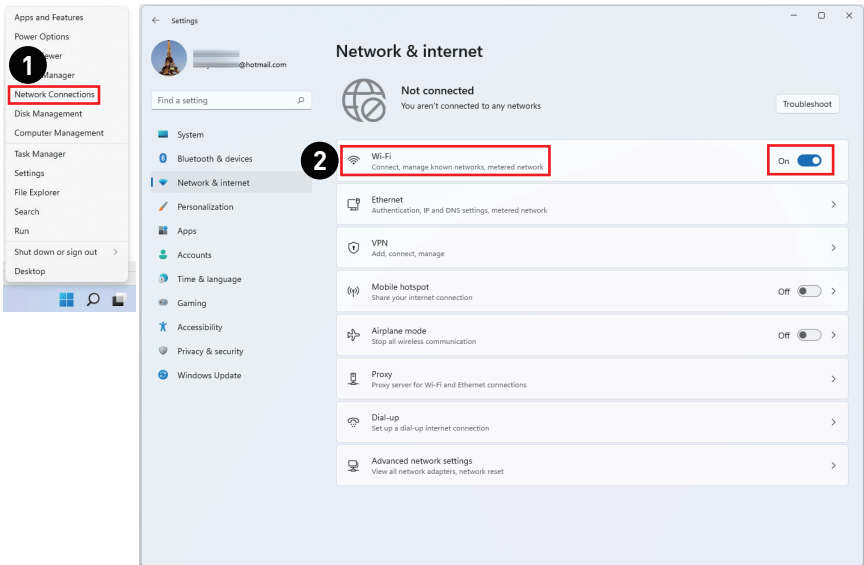 Apps and Features
Power Options
ewer
1
Manager
Network Connections
Disk Management
Computer Management
Task Manager
Settings
File Explorer
Search
Run
Shut down or sign out
Desktop
Settings
@hotmail.com
Find a setting
System
Bluetooth & devices
Network & internet
Personalization
Apps
Accounts
Time & language
Gaming
Accessibility
Privacy & security
Windows Update
Network & internet
Not connected
You aren't connected to any networks
Troubleshoot
2
Wi-Fi
Connect, manage known networks, metered network
On
Ethernet
Authentication, IP and DNS settings, metered network
VPN
Add, connect, manage
Mobile hotspot
Share your internet connection
Off
Airplane mode
Stop all wireless communication
Off
Proxy
Proxy server for Wi-Fi and Ethernet connections
Dial-up
Set up a dial-up internet connection
Advanced network settings
View all network adapters, network reset